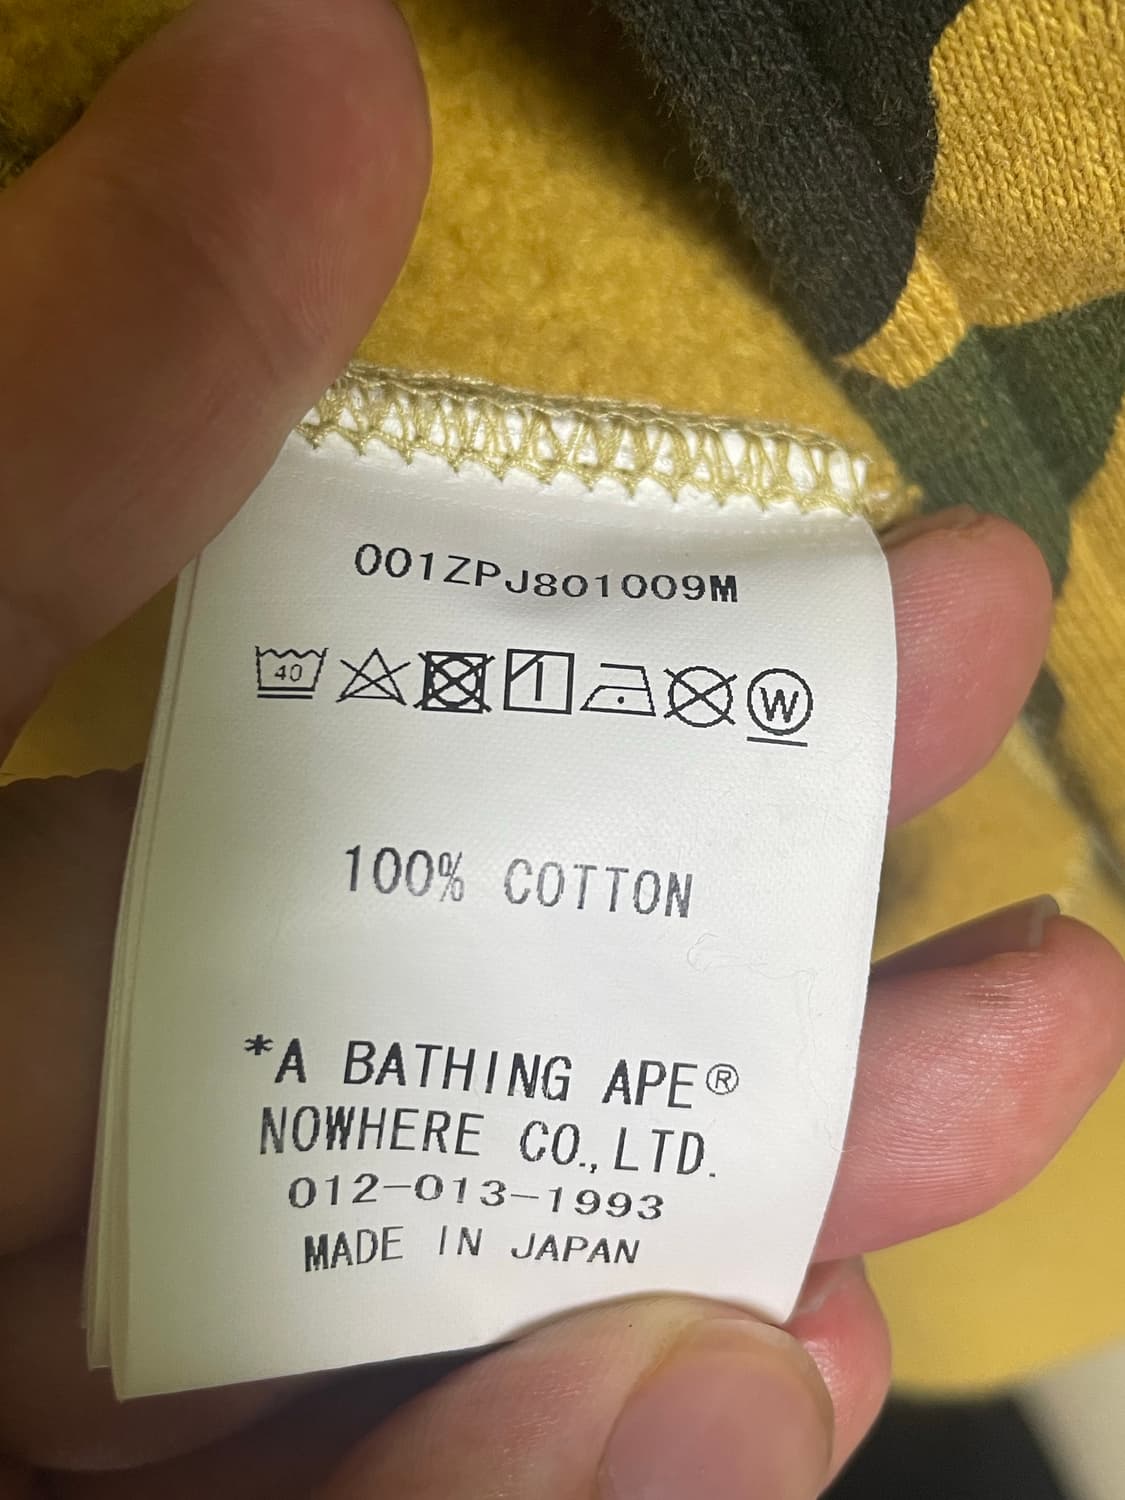 001ZPJ801009M
40 W
100% COTTON
*A BATHING APE®
NOWHERE CO.,LTD.
012-013-1993
MADE IN JAPAN